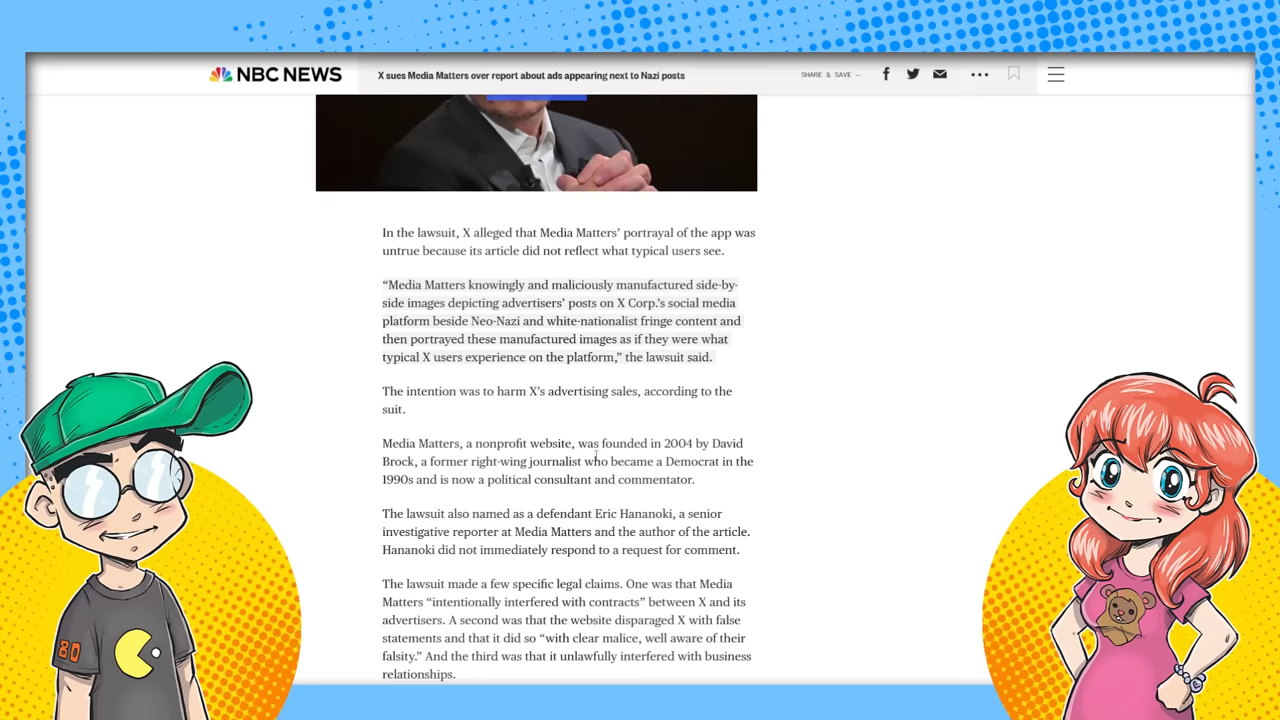 NBC NEWS
X sues Media Matters over report about ads appearing next to Nazi posts
SHARE & SAVE —
In the lawsuit, X alleged that Media Matters’ portrayal of the app was
untrue because its article did not reflect what typical users see.
“Media Matters knowingly and maliciously manufactured side-by-
side images depicting advertisers’ posts on X Corp.’s social media
platform beside Neo-Nazi and white-nationalist fringe content and
then portrayed these manufactured images as if they were what
typical X users experience on the platform,” the lawsuit said.
The intention was to harm X’s advertising sales, according to the
suit.
Media Matters, a nonprofit website, was founded in 2004 by David
Brock, a former right-wing journalist who became a Democrat in the
1990s and is now a political consultant and commentator.
The lawsuit also named as a defendant Eric Hananoki, a senior
investigative reporter at Media Matters and the author of the article.
Hananoki did not immediately respond to a request for comment.
The lawsuit made a few specific legal claims. One was that Media
Matters “intentionally interfered with contracts” between X and its
advertisers. A second was that the website disparaged X with false
statements and that it did so “with clear malice, well aware of their
falsity.” And the third was that it unlawfully interfered with business
relationships.
80